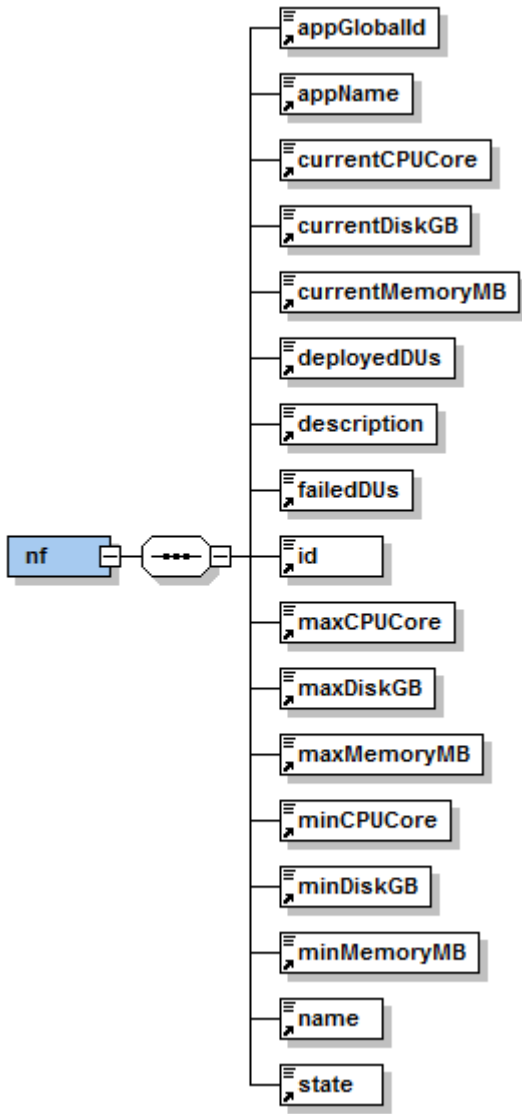 appGlobalId
appName
currentCPUCore
currentDiskGB
currentMemoryMB
deployedDUs
description
failedDUs
nf
id
maxCPUCore
maxDiskGB
maxMemoryMB
minCPUCore
minDiskGB
minMemoryMB
name
state